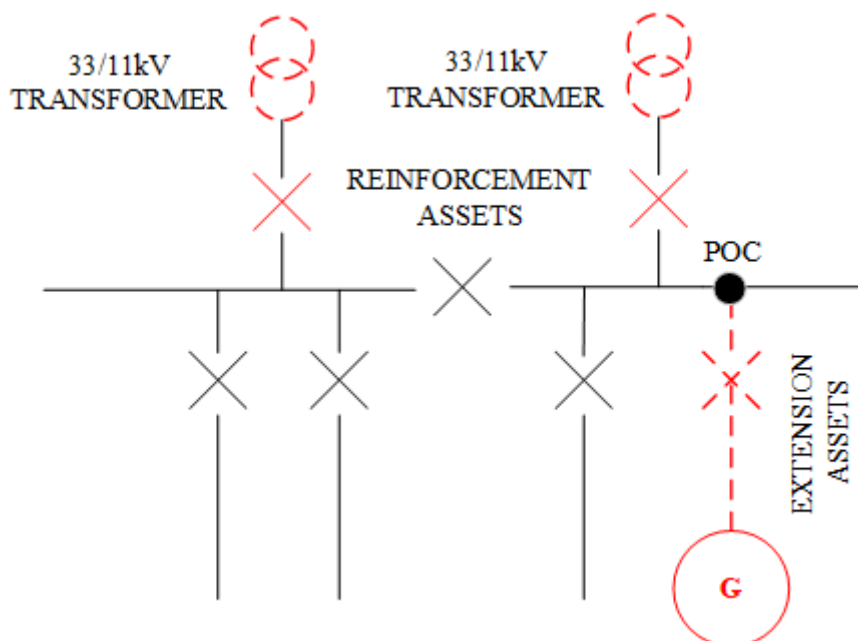 33/11kV
TRANSFORMER
33/11kV
TRANSFORMER
REINFORCEMENT
ASSETS
POC
EXTENSION
ASSETS
G